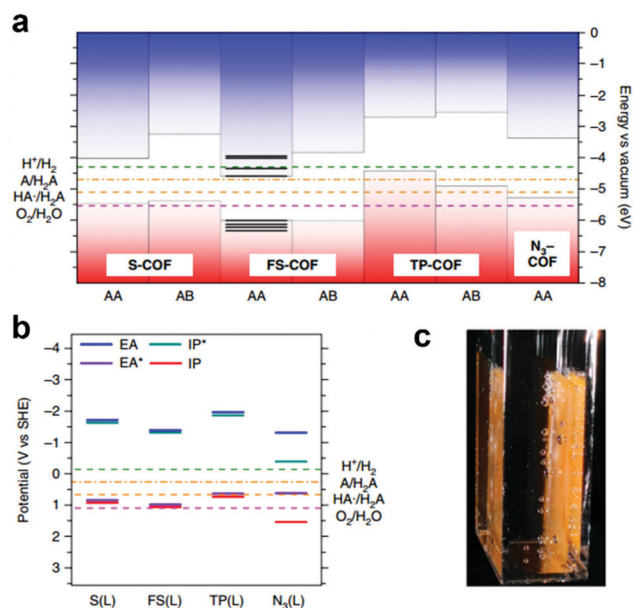 a
0
−1
−2
−3
−4
−5
−6
−7
−8
Energy vs vacuum (eV)
H⁺/H₂
A/H₂A
HA·/H₂A
O₂/H₂O
S-COF
FS-COF
TP-COF
N₃–
COF
AA
AB
AA
AB
AA
AB
AA
b
EA
IP*
EA*
IP
Potential (V vs SHE)
-4
-3
-2
-1
0
1
2
3
H⁺/H₂
A/H₂A
HA·/H₂A
O₂/H₂O
S(L)
FS(L)
TP(L)
N₃(L)
c